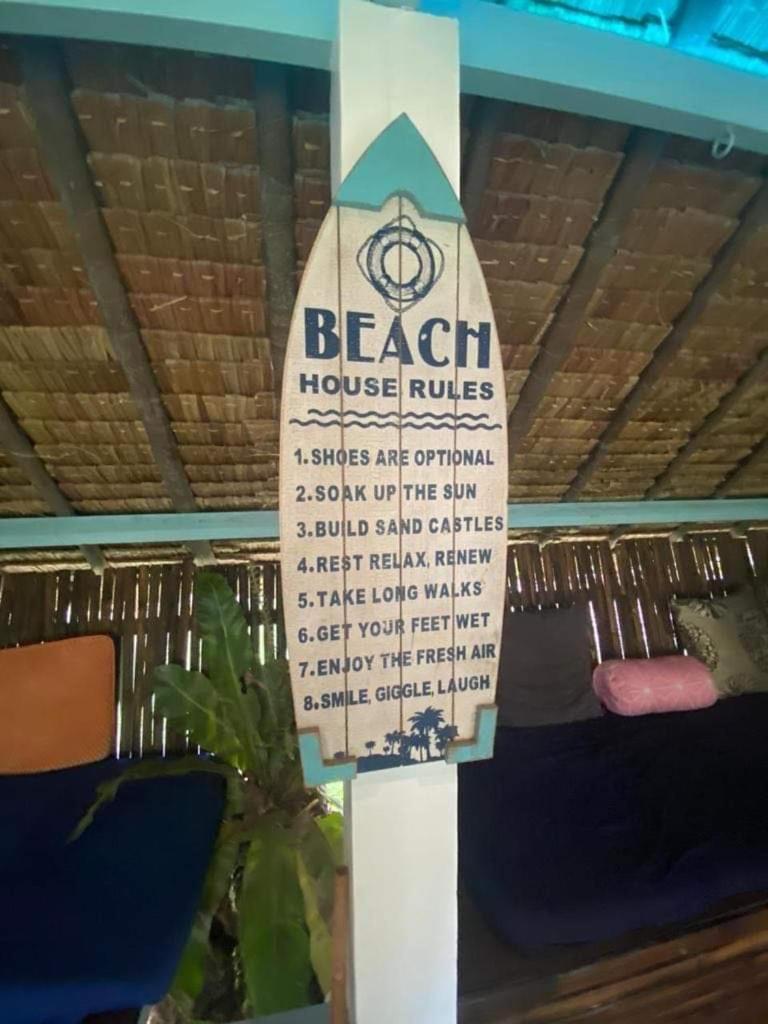 BEACH
HOUSE RULES
1. SHOES ARE OPTIONAL
2. SOAK UP THE SUN
3. BUILD SAND CASTLES
4. REST RELAX, RENEW
5. TAKE LONG WALKS
6. GET YOUR FEET WET
7. ENJOY THE FRESH AIR
8. SMILE, GIGGLE, LAUGH